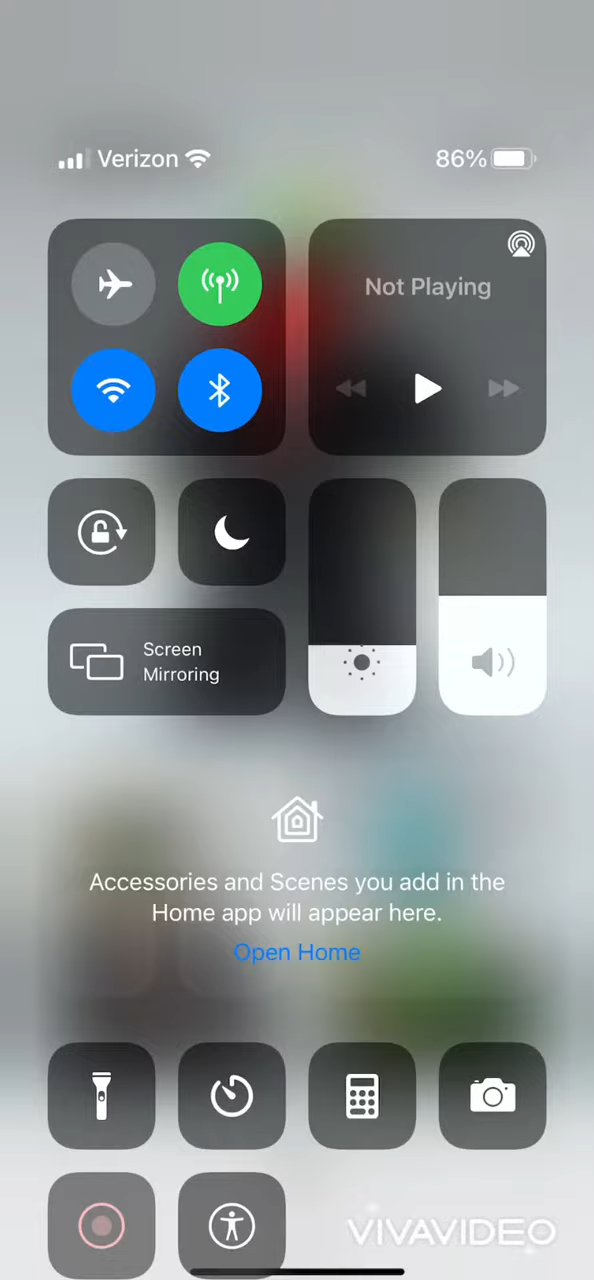 Verizon
86%
Not Playing
Screen
Mirroring
Accessories and Scenes you add in the
Home app will appear here.
Open Home
VIVAVIDEO